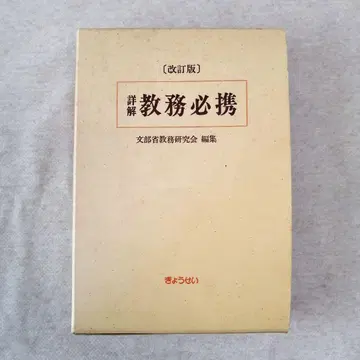 〔改訂版〕
詳解 教務必携
文部省教務研究会 編集
ぎょうせい